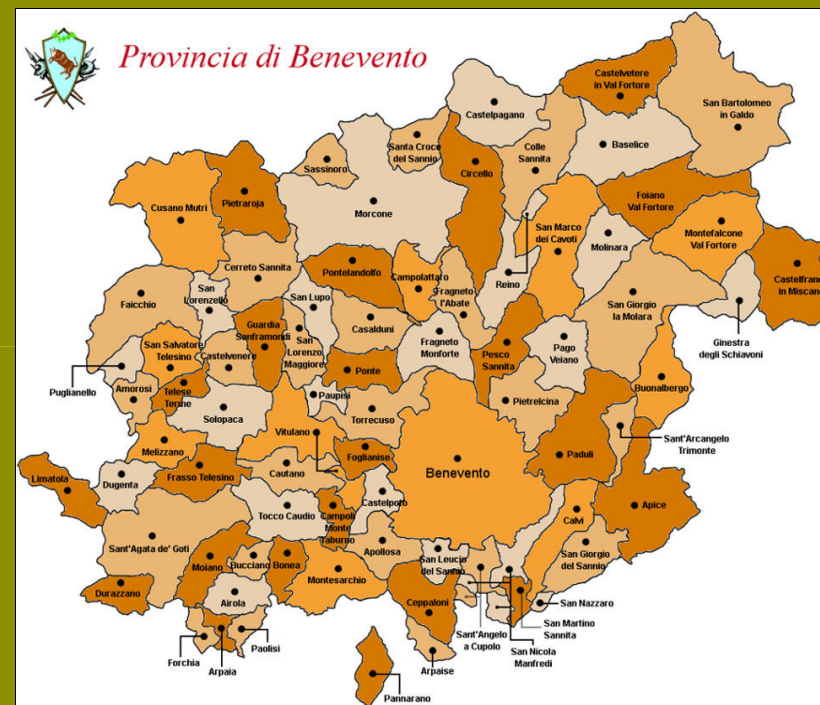 Provincia di Benevento
Castelvetere
in Val Fortore
Castelpagano
San Bartolomeo
in Galdo
Santa Croce
del Sannio
Colle
Sannita
Baselice
Sassinoro
Circello
Pietraroja
Foiano
Val Fortore
Cusano Mutri
Morcone
San Marco
dei Cavoti
Molinara
Montefalcone
Val Fortore
Cerreto Sannita
Pontelandolfo
Campolattaro
Reino
Castelfran
in Miscan
Faicchio
San
Lorenzello
San Lupo
Fragneto
l'Abate
San Giorgio
la Molara
Guardia
Sanframondi
Casalduni
Ginestra
degli Schiavoni
San Salvatore
Telesino
Castelvenere
San
Lorenzo
Maggiore
Fragneto
Monforte
Pesco
Sannita
Pago
Veiano
Puglianello
Ponte
Buonalbergo
Amorosi
Telese
Terme
Paupisi
Pietrelcina
Solopaca
Torrecuso
Vitulano
Sant'Arcangelo
Trimonte
Melizzano
Foglianise
Paduli
Limatola
Dugenta
Frasso Telesino
Cautano
Benevento
Castelpoto
Apice
Tocco Caudio
Campoli
Monte
Taburno
Calvi
Sant'Agata de' Goti
Apollosa
San Leucio
del Sannio
San Giorgio
del Sannio
Moiano
Bucciano
Bonea
Montesarchio
Durazzano
Airola
Ceppaloni
San Nazzaro
Forchia
Paolisi
Arpaia
Sant'Angelo
a Cupolo
San Martino
Sannita
San Nicola
Manfredi
Arpaise
Pannarano